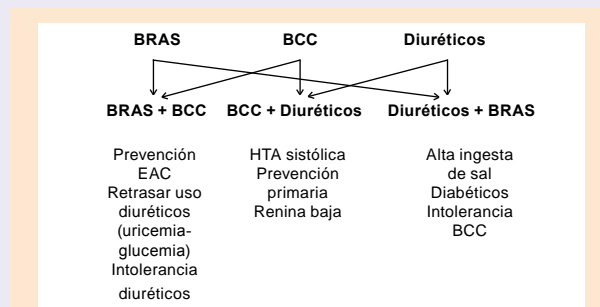 BRAS BCC Diuréticos
BRAS + BCC BCC + Diuréticos Diuréticos + BRAS
Prevención
EAC
Retrasar uso
diuréticos
(uricemia-
glucemia)
Intolerancia
diuréticos
HTA sistólica
Prevención
primaria
Renina baja
Alta ingesta
de sal
Diabéticos
Intolerancia
BCC